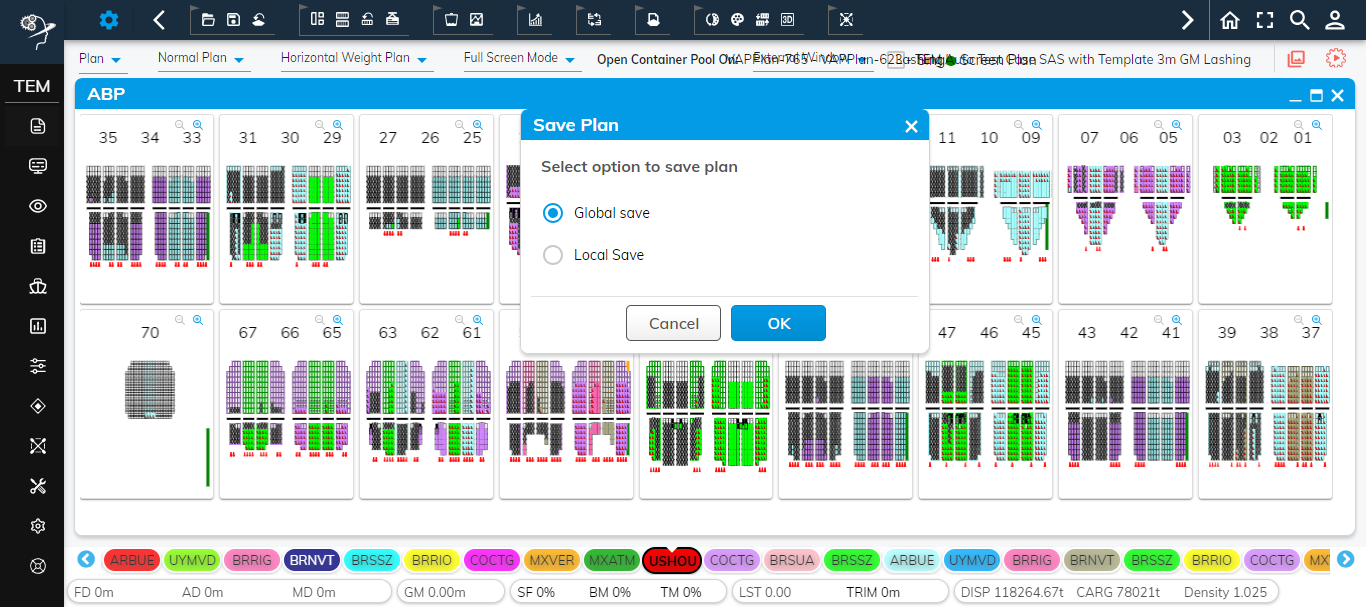 3D
TEM
Plan
Normal Plan
Horizontal Weight Plan
Full Screen Mode
Open Container Pool On
Lashing Auto Test Case SAS with Template 3m GM Lashing
ABP
35 34 33
31 30 29
27 26 25
11 10 09
07 06 05
03 02 01
Save Plan
Select option to save plan
Global save
Local Save
Cancel
OK
70
67 66 65
63 62 61
47 46 45
43 42 41
39 38 37
ARBUE UYMVD BRRIG BRNVT BRSSZ BRRIO COCTG MXVER MXATM USHOU COCTG BRSUA BRSSZ ARBUE UYMVD BRRIG BRNVT BRSSZ BRRIO COCTG MX
FD 0m AD 0m MD 0m GM 0.00m SF 0% BM 0% TM 0% LST 0.00 TRIM 0m DISP 118264.67t CARG 78021t Density 1.025